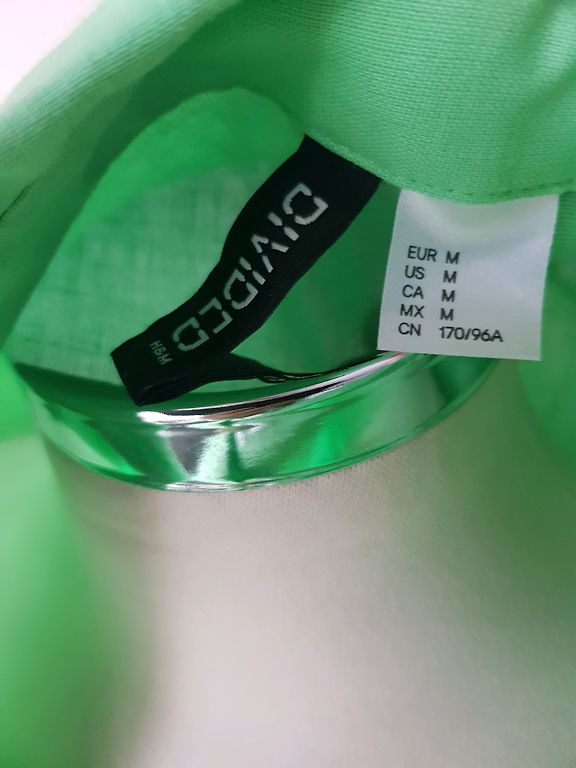 DIVIDED
H&M
EUR M
US M
CA M
MX M
CN 170/96A